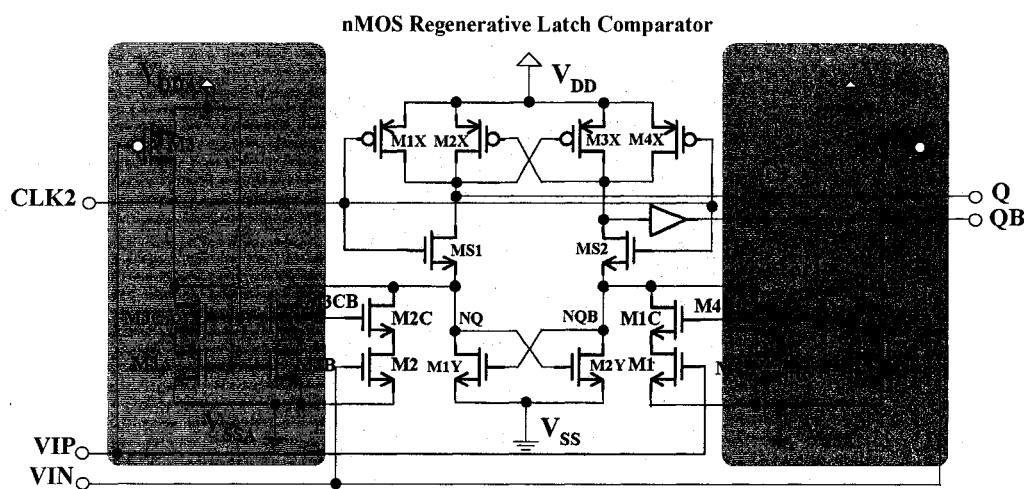 nMOS Regenerative Latch Comparator
VDD
M1X M2X M3X M4X
CLK2 Q
QB
MS1 MS2
M2C NQ NQB M1C M4
M2 M1Y M2Y M1
VSS
VIP
VIN